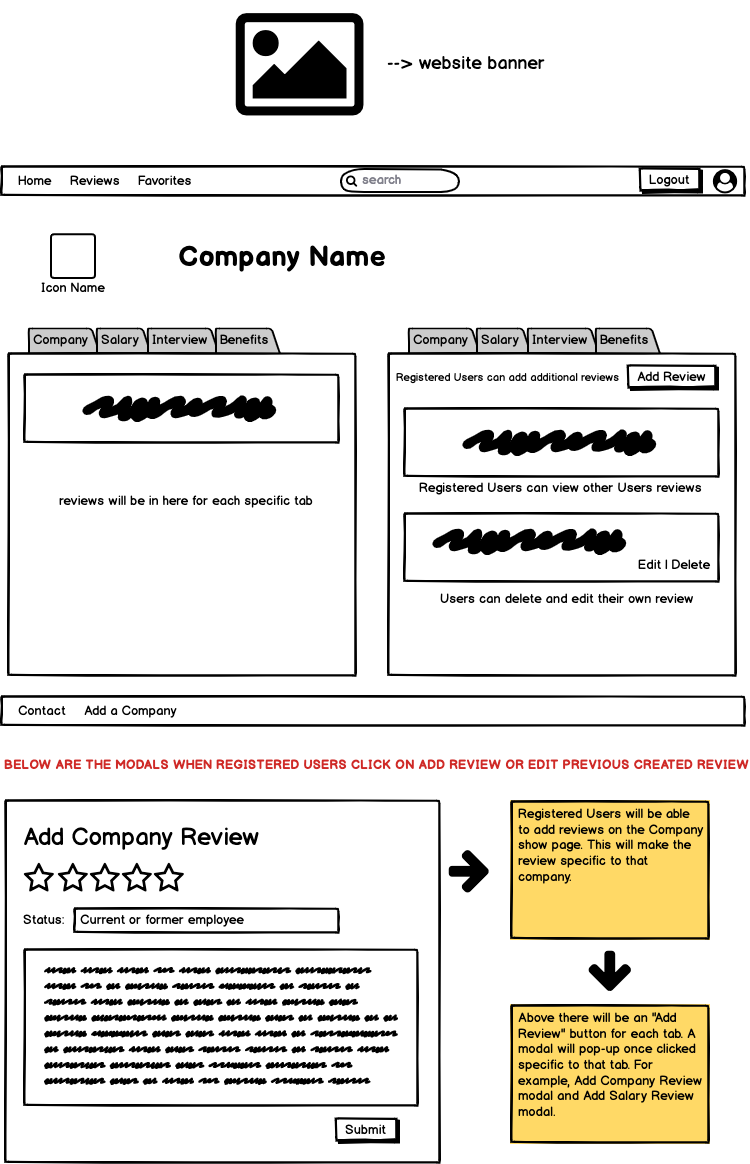 --> website banner
Home Reviews Favorites search Logout
Company Name
Icon Name
Company Salary Interview Benefits
reviews will be in here for each specific tab
Company Salary Interview Benefits
Registered Users can add additional reviews Add Review
Registered Users can view other Users reviews
Edit | Delete
Users can delete and edit their own review
Contact Add a Company
BELOW ARE THE MODALS WHEN REGISTERED USERS CLICK ON ADD REVIEW OR EDIT PREVIOUS CREATED REVIEW
Add Company Review
Status: Current or former employee
Submit
Registered Users will be able
to add reviews on the Company
show page. This will make the
review specific to that
company.
Above there will be an "Add
Review" button for each tab. A
modal will pop-up once clicked
specific to that tab. For
example, Add Company Review
modal and Add Salary Review
modal.